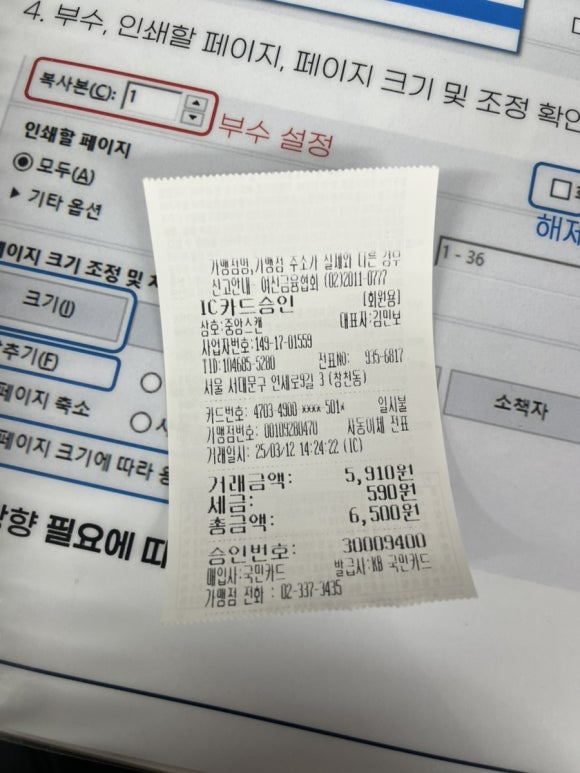 4. 부수, 인쇄할 페이지, 페이지 크기 및 조정 확인
복사본(C): 1
부수 설정
인쇄할 페이지
모두(A)
기타 옵션
해제
1 - 36
페이지 크기 조정 및
크기(I)
맞추기(F)
페이지 축소
소책자
페이지 크기에 따라 용
방향 필요에 따
가맹점명,가맹점 주소가 실제와 다른 경우
신고안내 여신금융협회 (02)2011-0777
IC카드승인 [회원용]
상호:중앙스캔 대표자:김민보
사업자번호:149-17-01559
TID:104685-5280 전표NO: 935-6817
서울 서대문구 연세로9길 3 (창천동)
카드번호: 4703-4900 **** 501* 일시불
가맹점번호: 00109280470 자동이체 전표
거래일시: 25/03/12 14:24:22 (IC)
거래금액: 5,910원
세금: 590원
총금액: 6,500원
승인번호: 30009400
매입사:국민카드 발급사:KB 국민카드
가맹점 전화 : 02-337-3435